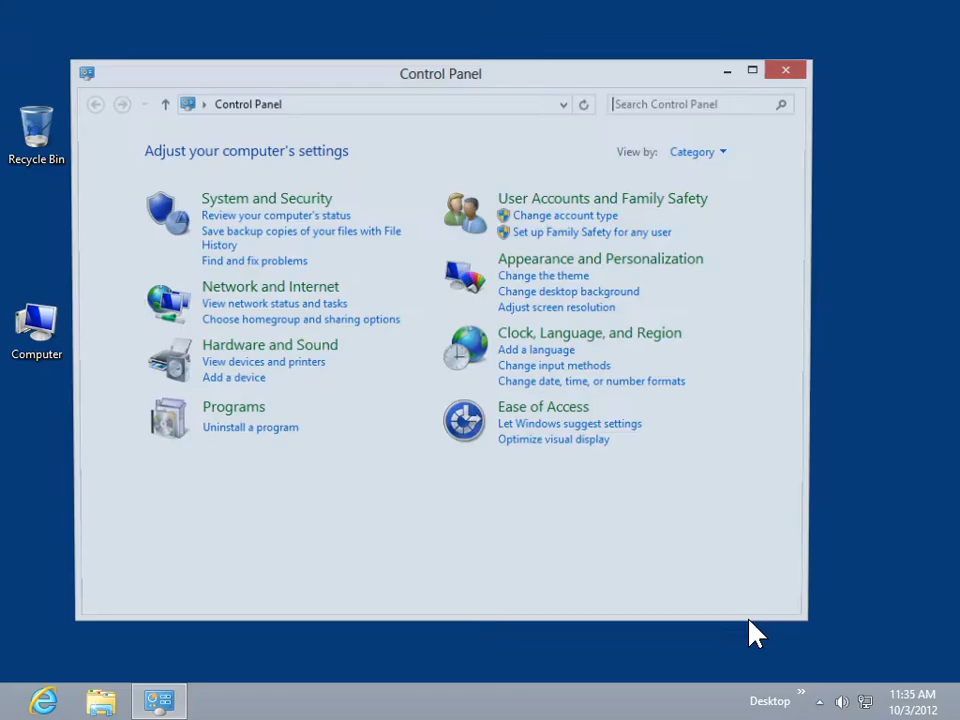 Control Panel
Control Panel
Search Control Panel
Adjust your computer's settings
View by: Category
System and Security
Review your computer's status
Save backup copies of your files with File
History
Find and fix problems
Network and Internet
View network status and tasks
Choose homegroup and sharing options
Hardware and Sound
View devices and printers
Add a device
Programs
Uninstall a program
User Accounts and Family Safety
Change account type
Set up Family Safety for any user
Appearance and Personalization
Change the theme
Change desktop background
Adjust screen resolution
Clock, Language, and Region
Add a language
Change input methods
Change date, time, or number formats
Ease of Access
Let Windows suggest settings
Optimize visual display
Recycle Bin
Computer
Desktop
11:35 AM
10/3/2012